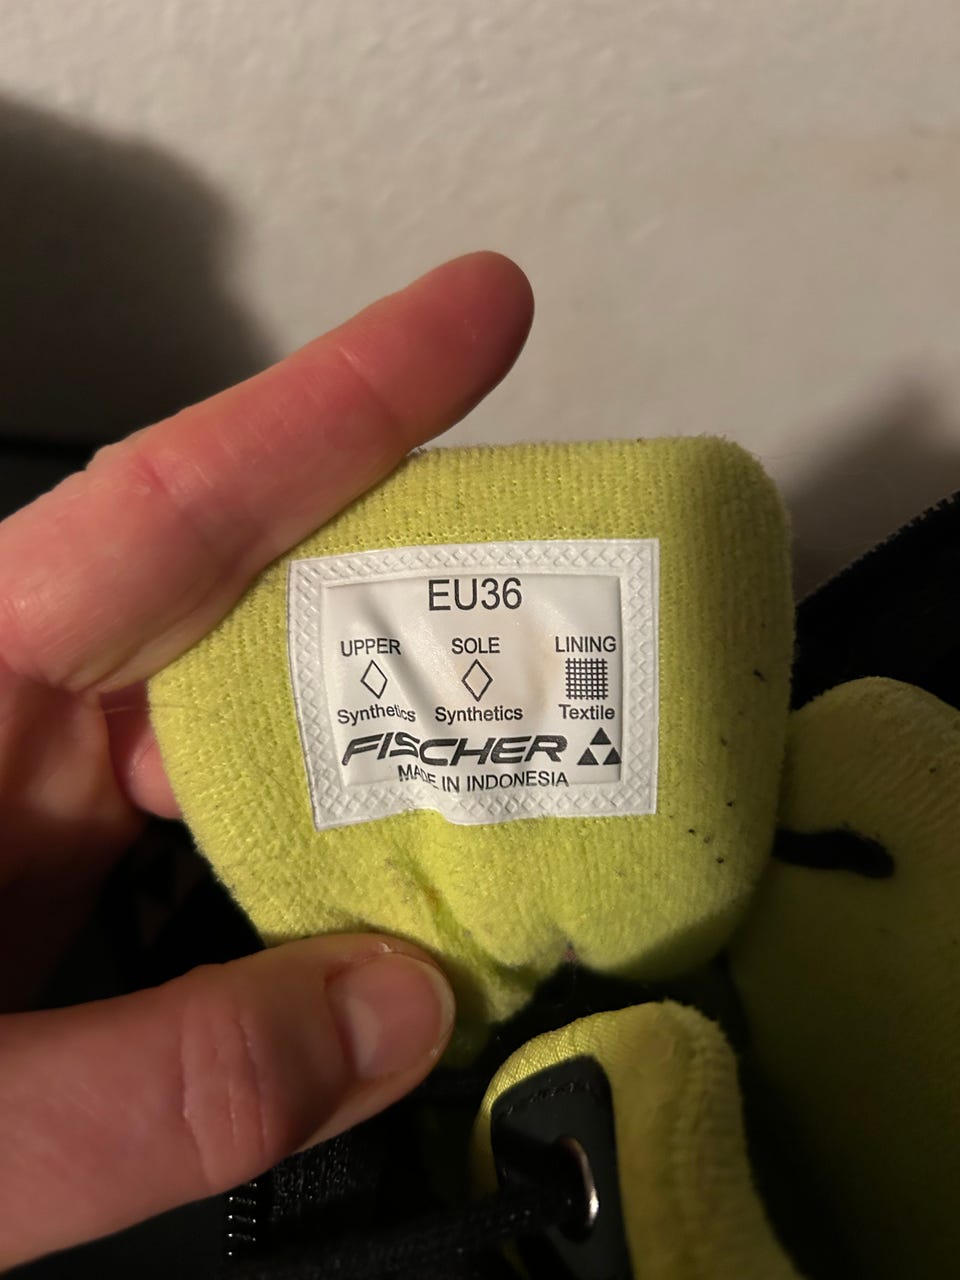 EU36
UPPER SOLE LINING
Synthetics Synthetics Textile
FISCHER
MADE IN INDONESIA